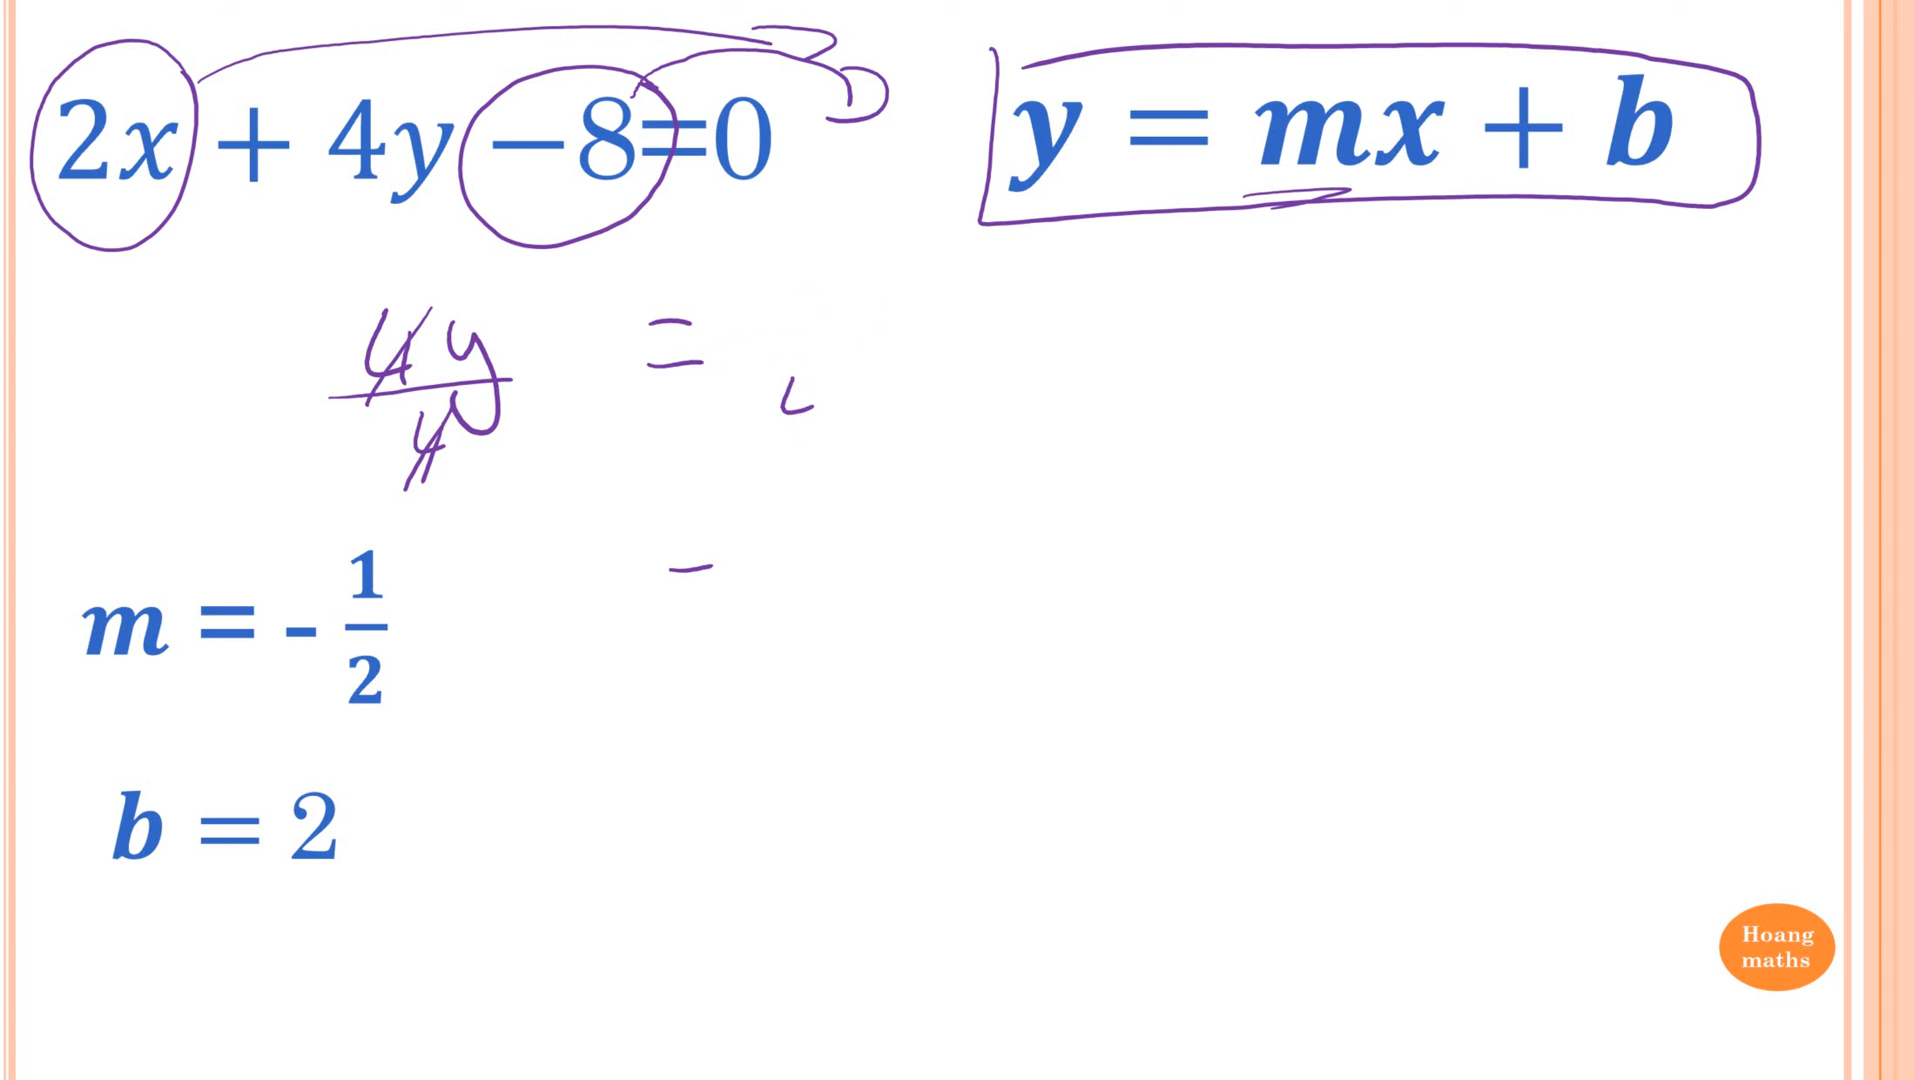 2x + 4y −8=0
y = mx + b
4y =
4
m = - 1/2
b = 2
Hoang
maths